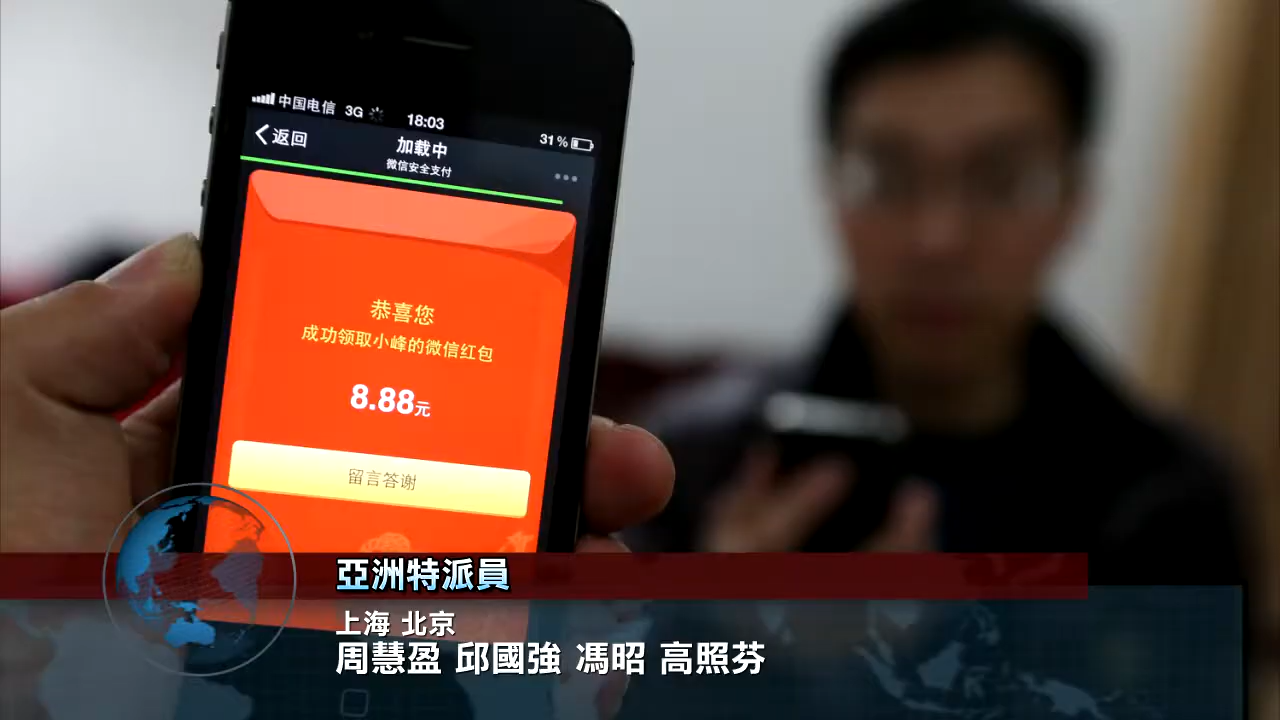 中国电信 3G 18:03 31%
返回 加载中
微信安全支付
恭喜您
成功领取小峰的微信红包
8.88元
留言答谢
亞洲特派員
上海 北京
周慧盈 邱國強 馮昭 高照芬